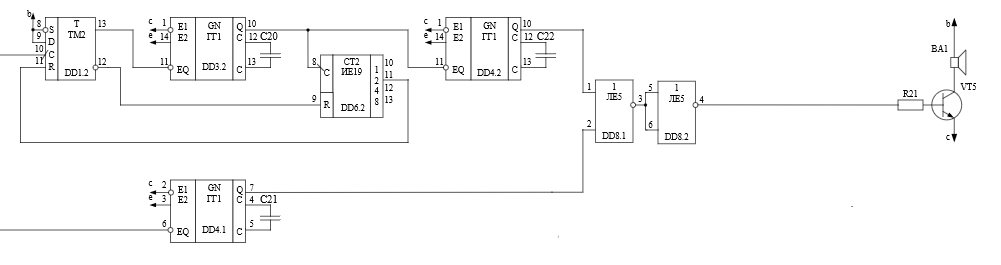 b
8 S T 13
9 D TM2
10 C
11 R DD1.2 12
c 1 E1 GN Q 10
e 14 E2 ГГ1 C 12 C20
11 EQ DD3.2 C 13
8 C CT2 1 10
ИЕ19 2 11
4 12
9 R DD6.2 8 13
c 1 E1 GN Q 10
e 14 E2 ГГ1 C 12 C22
11 EQ DD4.2 C 13
1 1 3
ЛЕ5
2 DD8.1
5 1 4
ЛЕ5
6 DD8.2
b
BA1
R21 VT5
c
c 2 E1 GN Q 7
e 3 E2 ГГ1 C 4 C21
6 EQ DD4.1 C 5